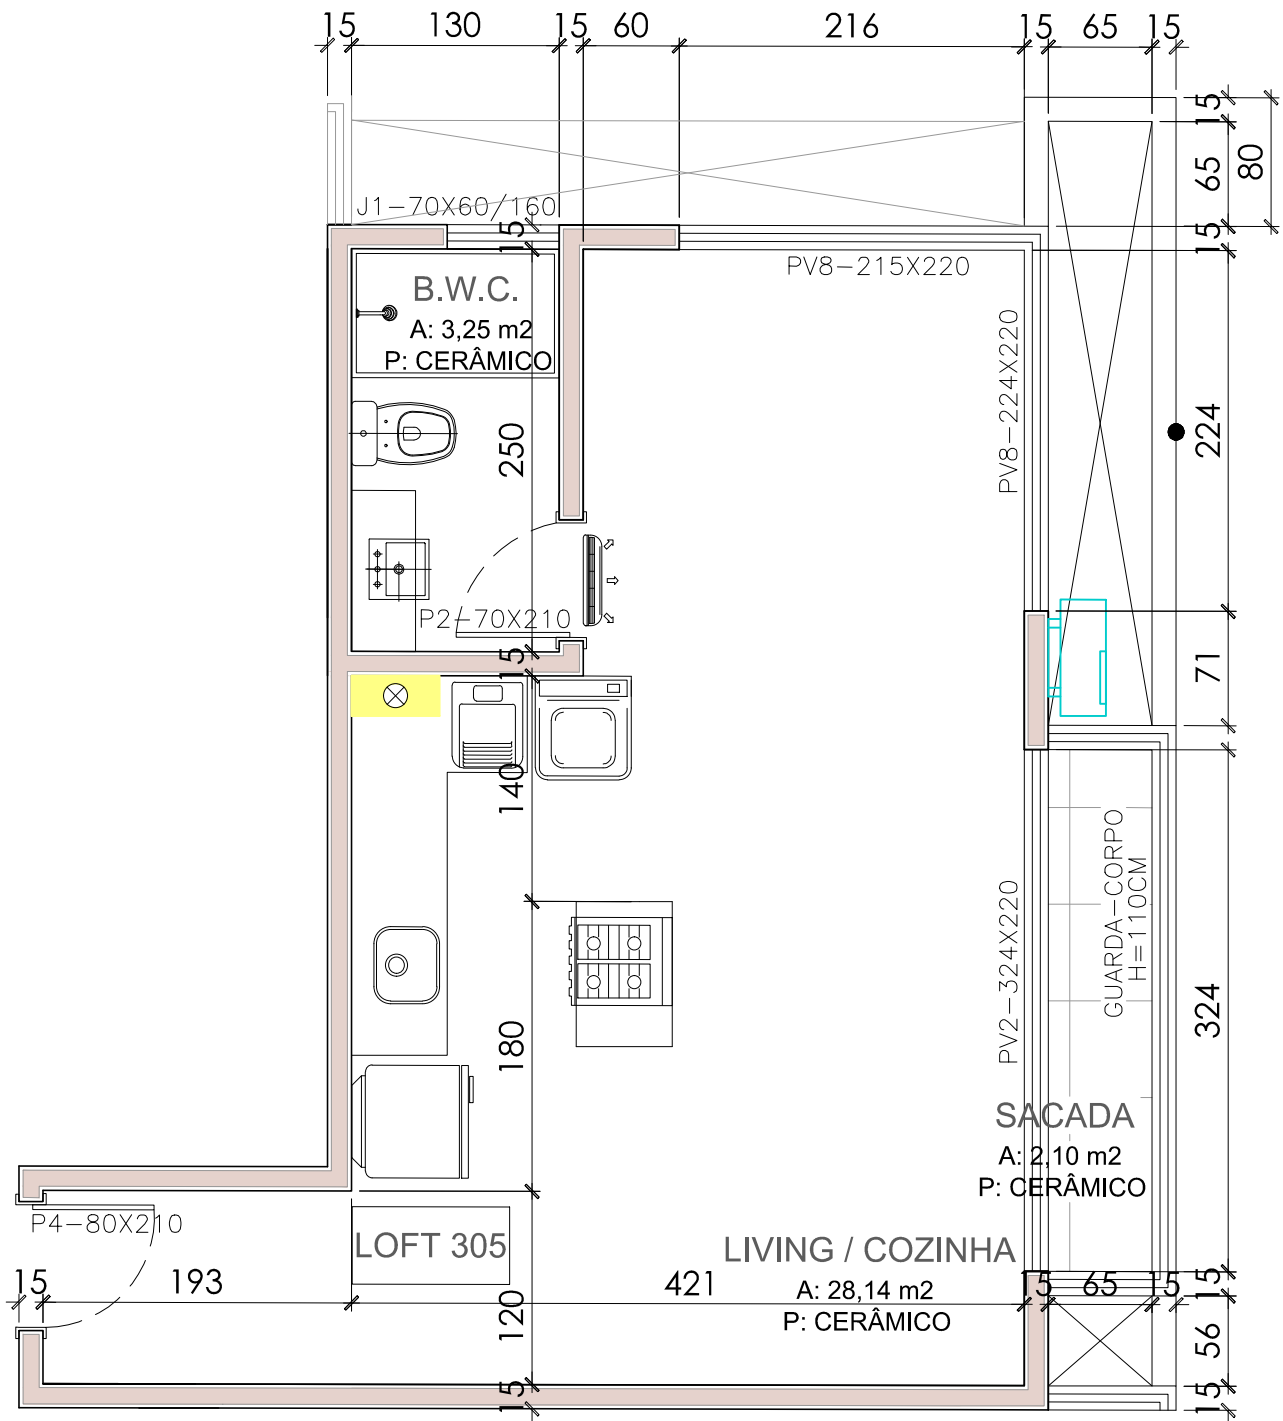 15 130 15 60 216 15 65 15
15
65
80
15
J1-70X60/160
15
PV8-215X220
B.W.C.
A: 3,25 m2
P: CERÂMICO
PV8-224X220
224
250
P2-70X210
15
71
140
GUARDA-CORPO
H=110CM
PV2-324X220
324
180
SACADA
A: 2,10 m2
P: CERÂMICO
P4-80X210
LOFT 305
LIVING / COZINHA
A: 28,14 m2
P: CERÂMICO
15 193 421 15 65 15
15
120
56
15
15